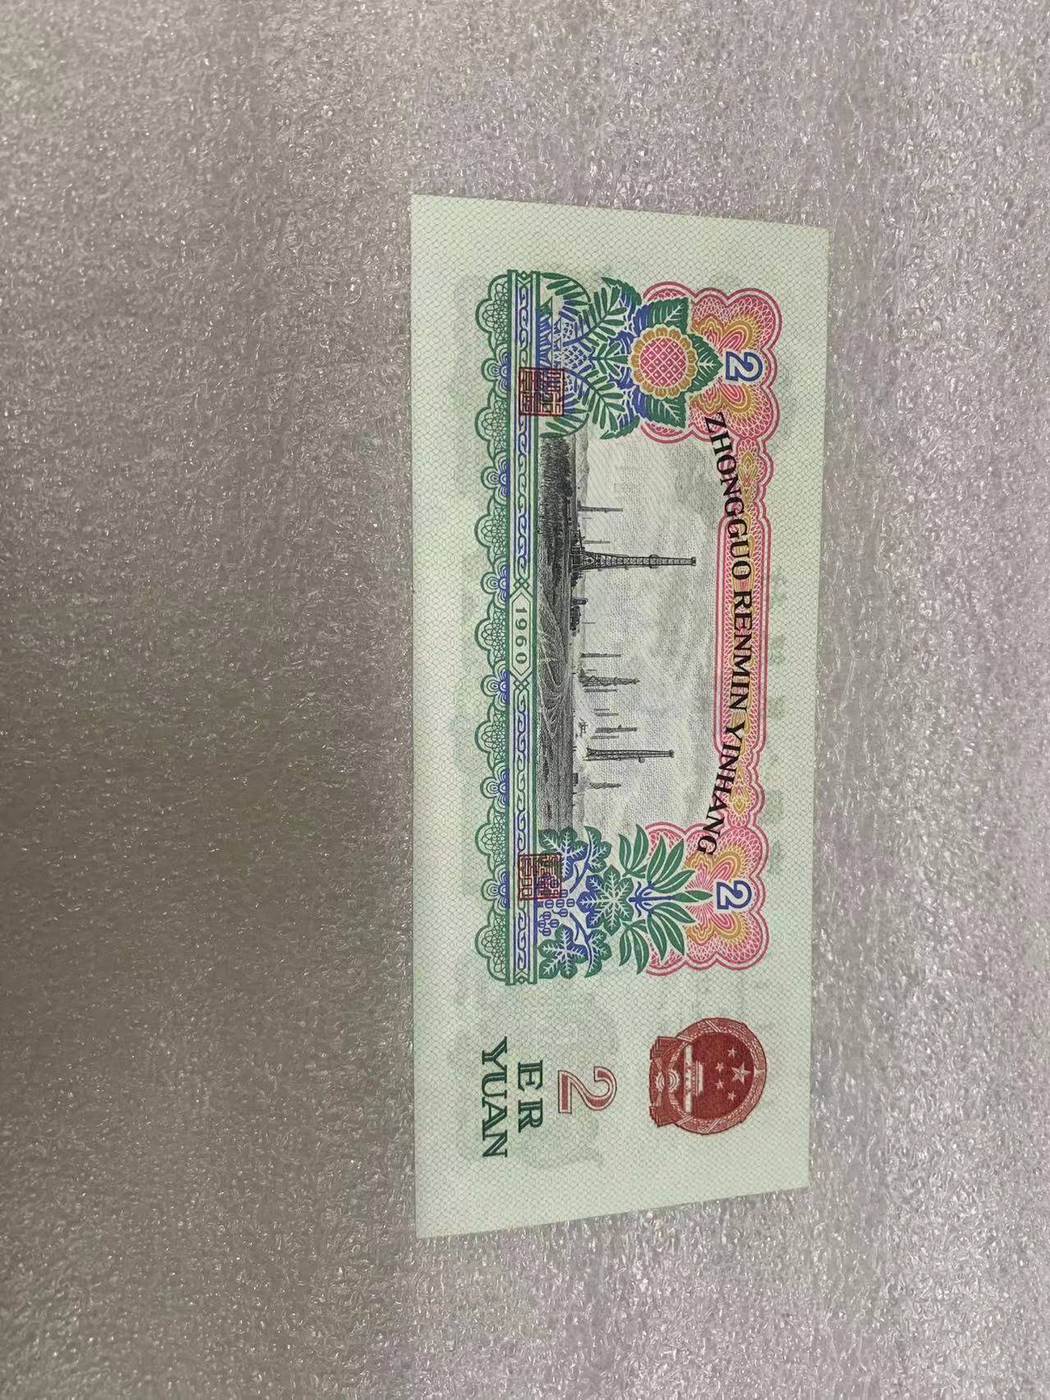 2
2
ZHONGGUO RENMIN YINHANG
1960
2
ER
YUAN